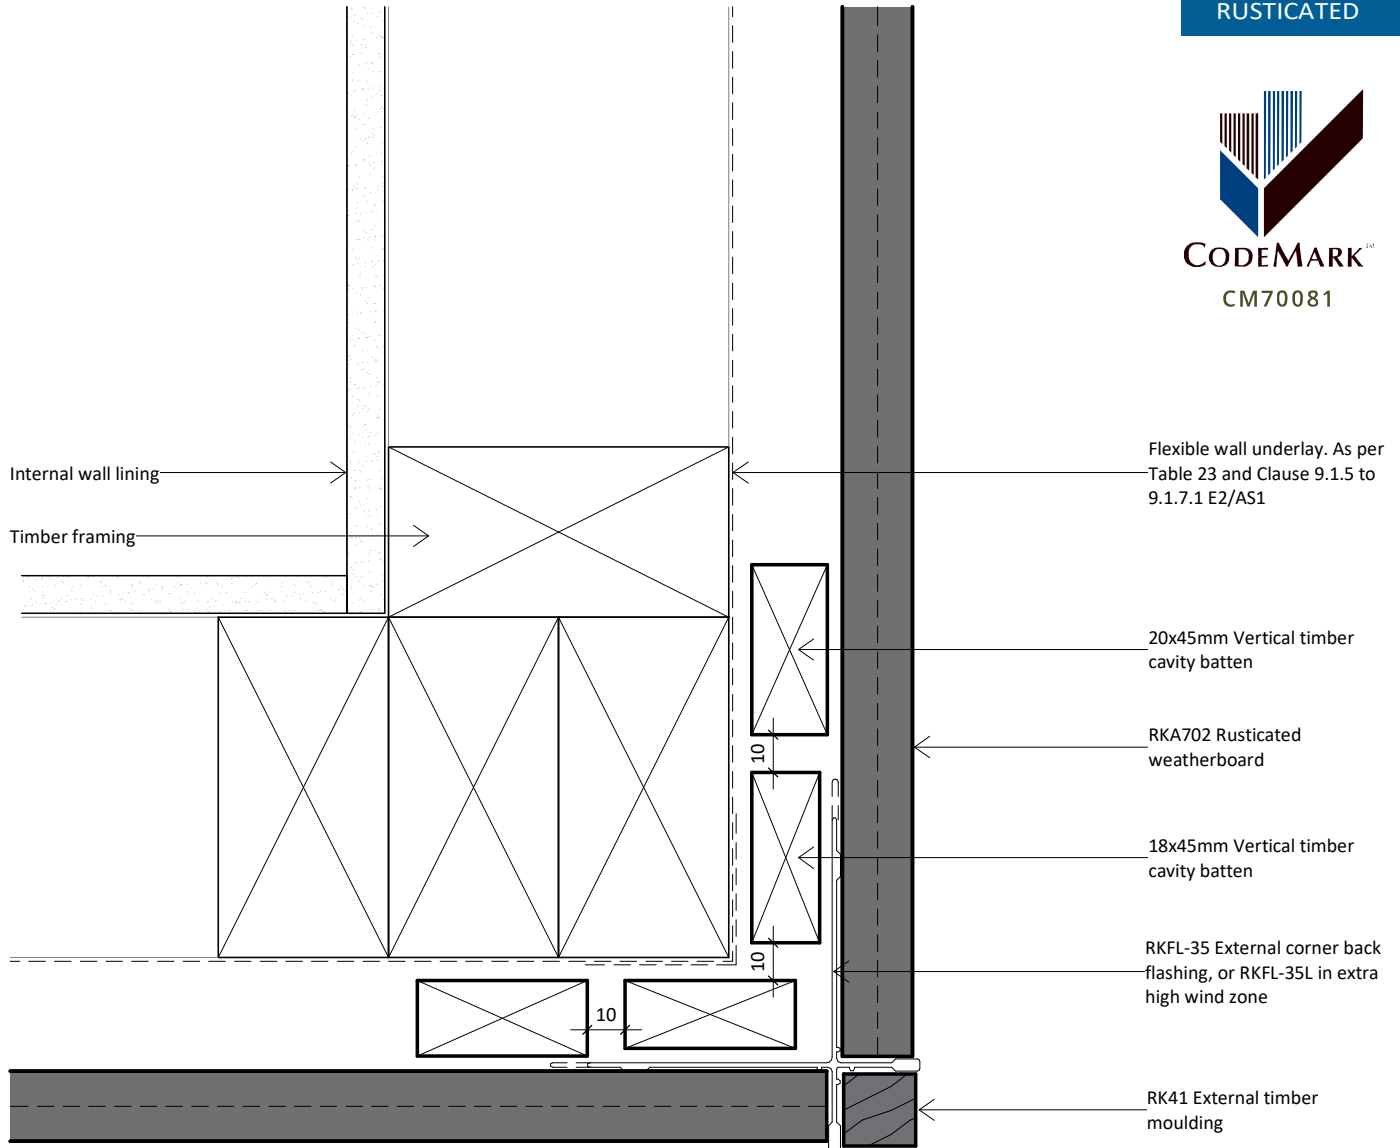 RUSTICATED
CODEMARK™
CM70081
Internal wall lining
Timber framing
Flexible wall underlay. As per
Table 23 and Clause 9.1.5 to
9.1.7.1 E2/AS1
20x45mm Vertical timber
cavity batten
10
RKA702 Rusticated
weatherboard
18x45mm Vertical timber
cavity batten
10
RKFL-35 External corner back
flashing, or RKFL-35L in extra
high wind zone
10
RK41 External timber
moulding